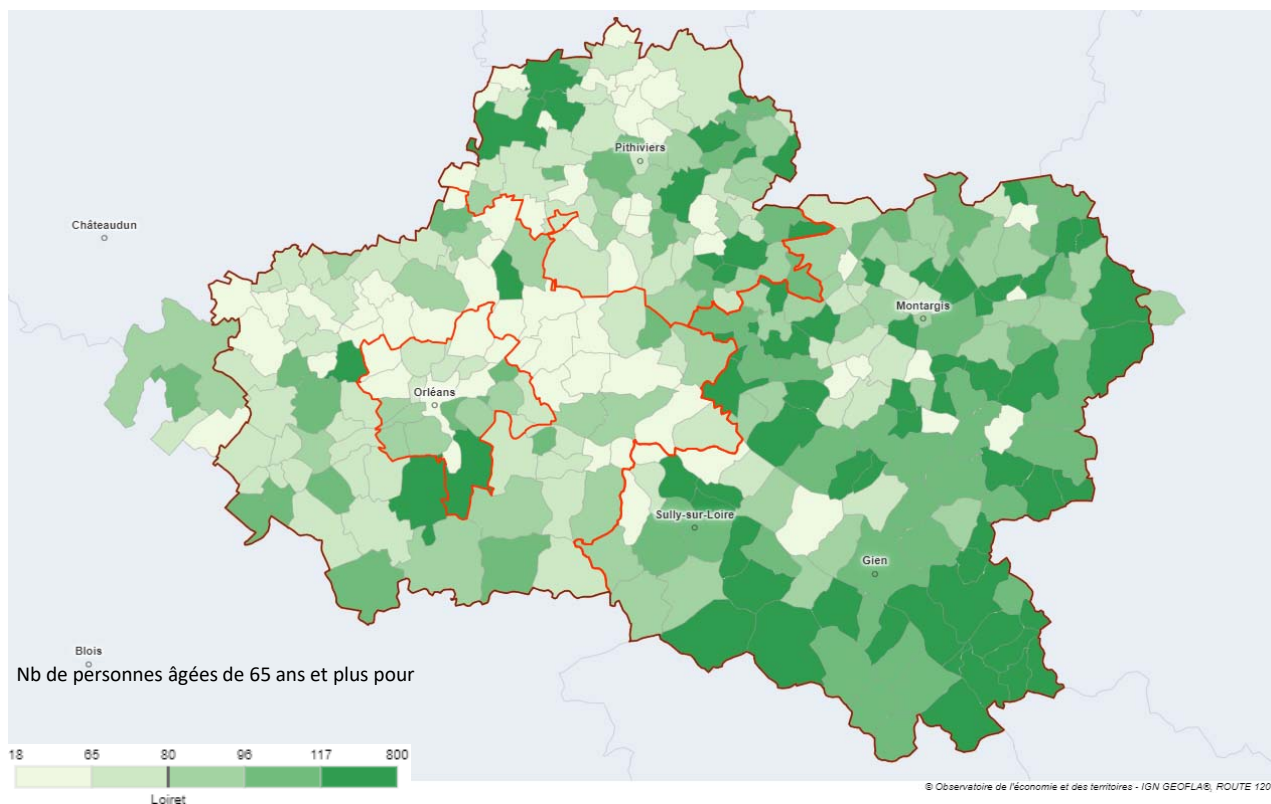 Pithiviers
Châteaudun
Montargis
Orléans
Sully-sur-Loire
Gien
Blois
Nb de personnes âgées de 65 ans et plus pour
18 65 80 96 117 800
Loiret
© Observatoire de l'économie et des territoires - IGN GEOFLA®, ROUTE 120